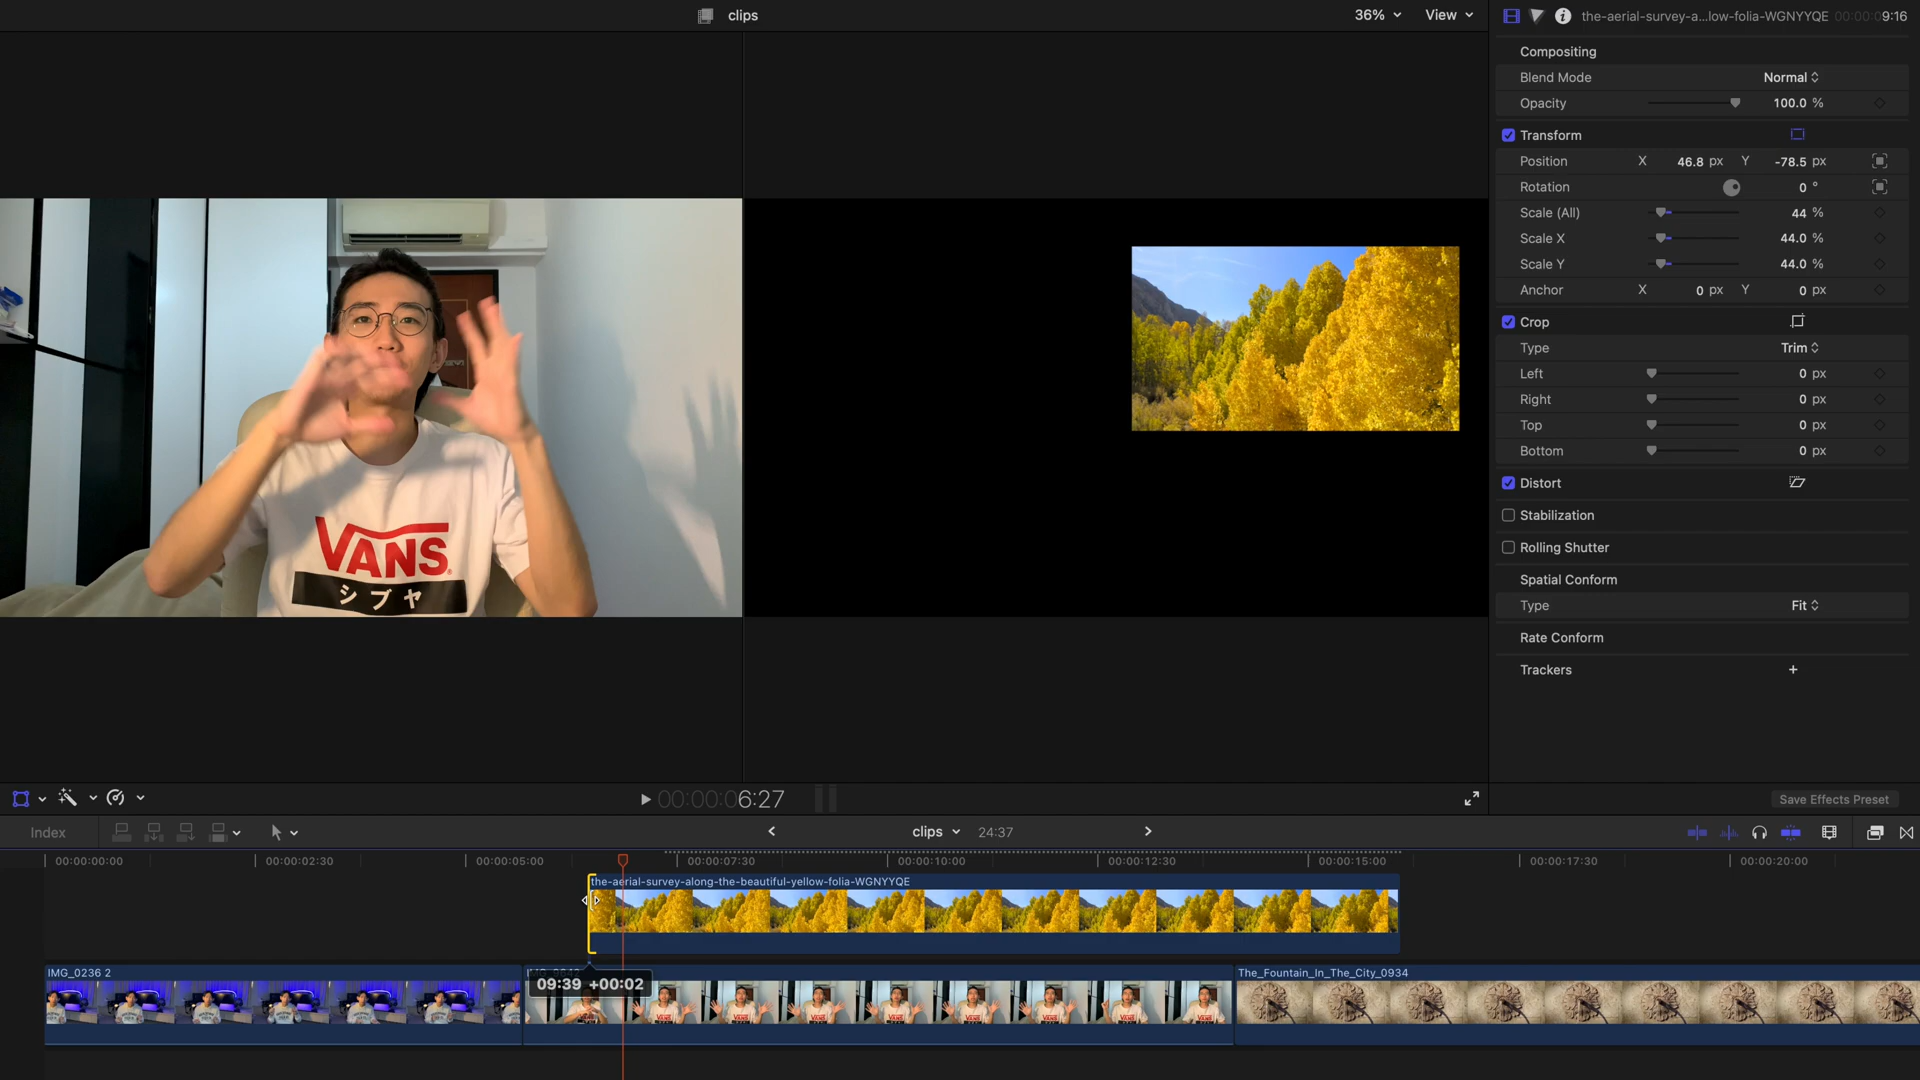 clips
36%
View
the-aerial-survey-a...low-folia-WGNYYQE
00:00:09:16
Compositing
Blend Mode
Normal
Opacity
100.0 %
Transform
Position
X 46.8 px Y -78.5 px
Rotation
0 °
Scale (All)
44 %
Scale X
44.0 %
Scale Y
44.0 %
Anchor
X 0 px Y 0 px
Crop
Type
Trim
Left
0 px
Right
0 px
Top
0 px
Bottom
0 px
Distort
Stabilization
Rolling Shutter
Spatial Conform
Type
Fit
Rate Conform
Trackers
VANS
シブヤ
00:00:06:27
Save Effects Preset
Index
clips
24:37
00:00:00:00
00:00:02:30
00:00:05:00
00:00:07:30
00:00:10:00
00:00:12:30
00:00:15:00
00:00:17:30
00:00:20:00
the-aerial-survey-along-the-beautiful-yellow-folia-WGNYYQE
IMG_0236 2
09:39 +00:02
The_Fountain_In_The_City_0934